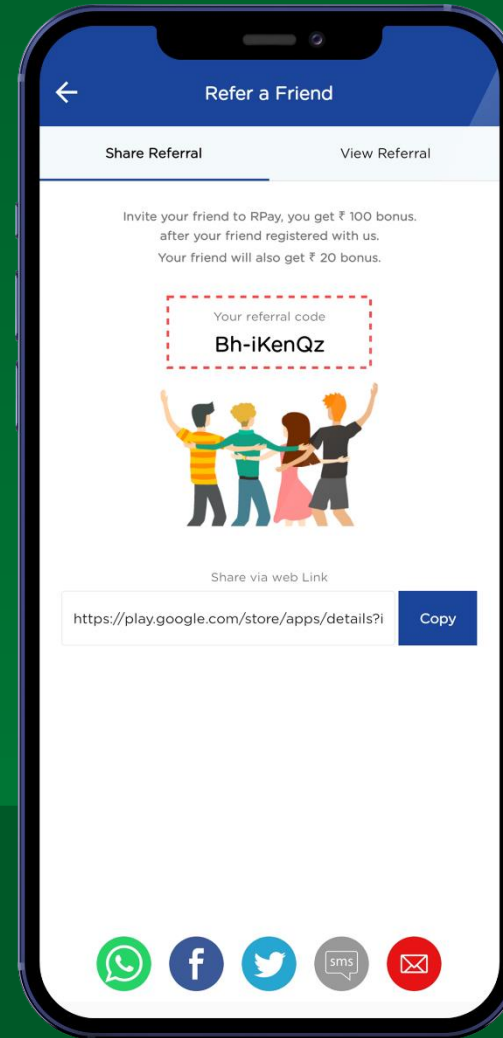 Refer a Friend
Share Referral
View Referral
Invite your friend to RPay, you get ₹ 100 bonus.
after your friend registered with us.
Your friend will also get ₹ 20 bonus.
Your referral code
Bh-iKenQz
Share via web Link
https://play.google.com/store/apps/details?i
Copy
f
sms